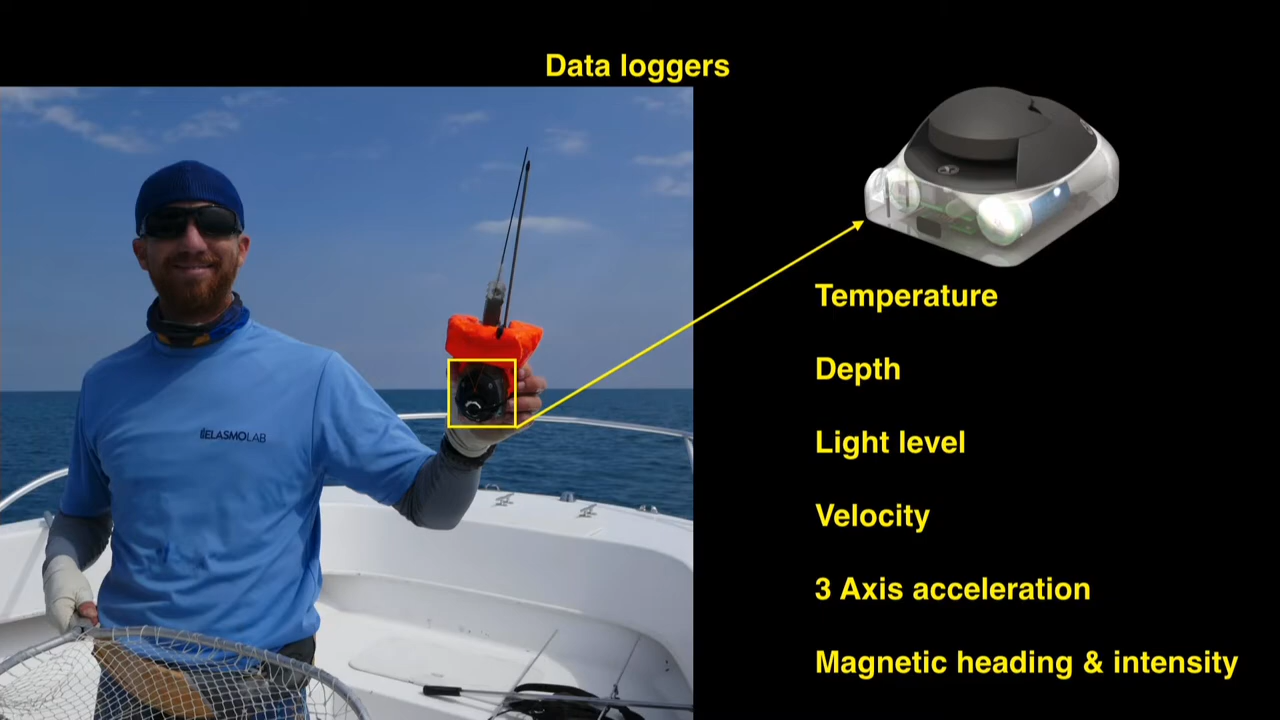 Data loggers
ELASMOLAB
Temperature
Depth
Light level
Velocity
3 Axis acceleration
Magnetic heading & intensity